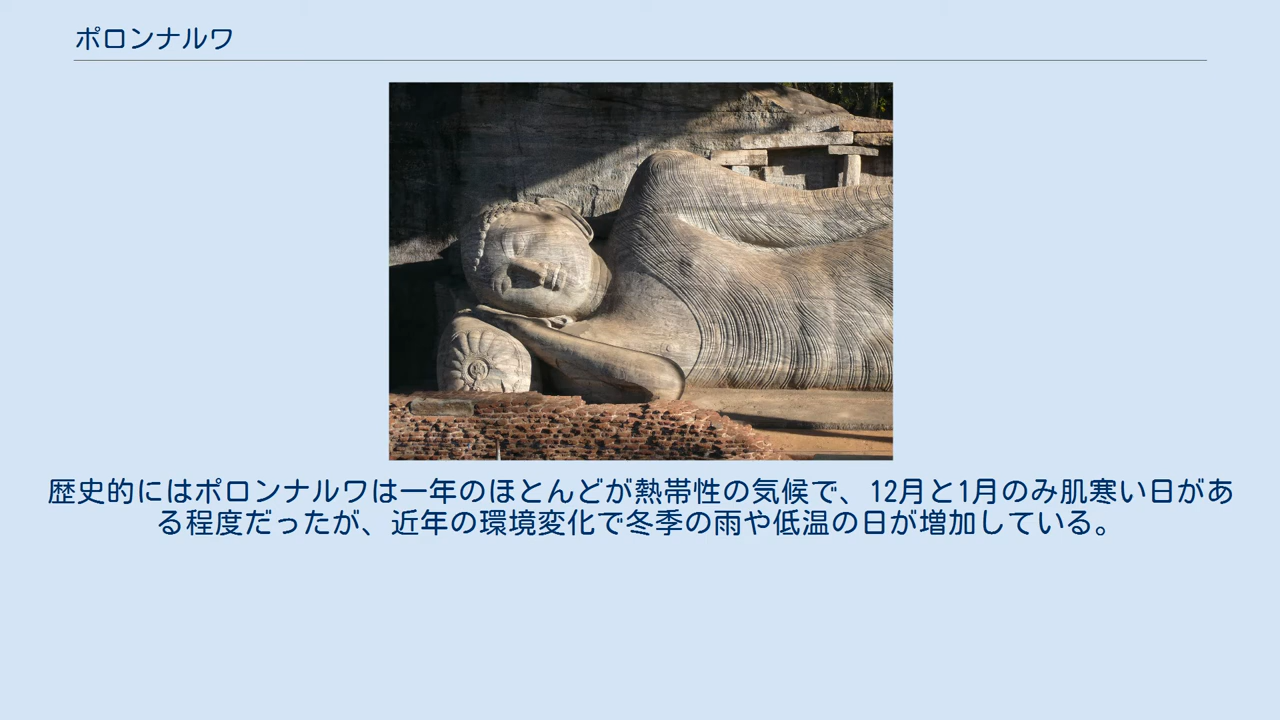 ポロンナルワ
歴史的にはポロンナルワは一年のほとんどが熱帯性の気候で、12月と1月のみ肌寒い日があ
る程度だったが、近年の環境変化で冬季の雨や低温の日が増加している。